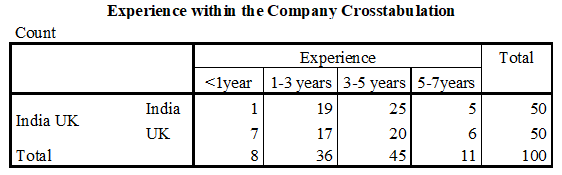 Experience within the Company Crosstabulation
Count
Experience Total
<1year 1-3 years 3-5 years 5-7years
India UK India 1 19 25 5 50
UK 7 17 20 6 50
Total 8 36 45 11 100